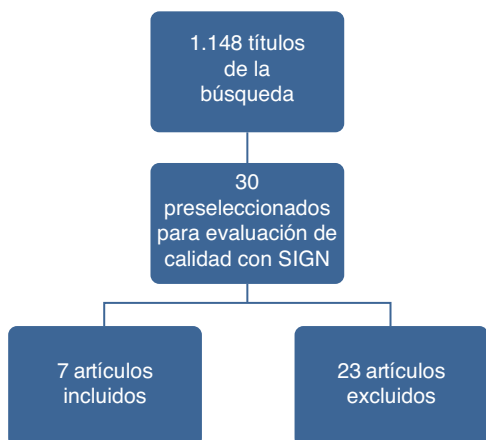 1.148 títulos
de la
búsqueda
30
preseleccionados
para evaluación de
calidad con SIGN
7 artículos
incluidos
23 artículos
excluidos